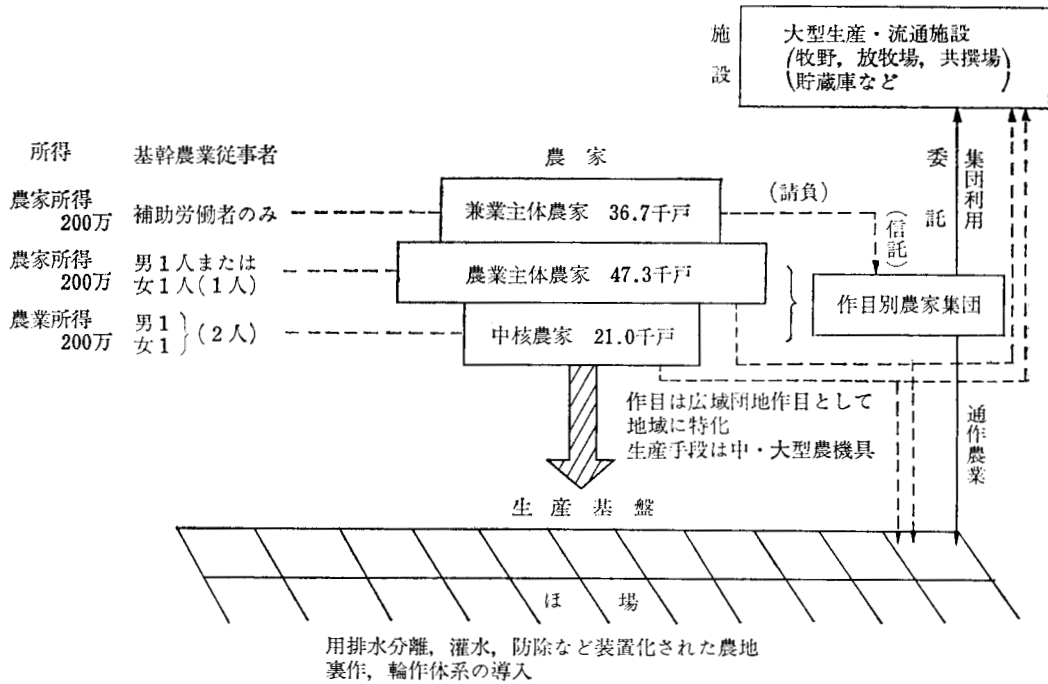 施設
大型生産・流通施設
(牧野，放牧場，共撰場)
(貯蔵庫など)
所得
基幹農業従事者
農家
農家所得
200万
補助労働者のみ
兼業主体農家 36.7千戸
(請負)
(信託)
委託
集団利用
農家所得
200万
男1人または
女1人(1人)
農業主体農家 47.3千戸
作目別農家集団
農業所得
200万
男1
女1
(2人)
中核農家 21.0千戸
作目は広域団地作目として
地域に特化
生産手段は中・大型農機具
通作農業
生産基盤
ほ場
用排水分離，灌水，防除など装置化された農地
裏作，輪作体系の導入